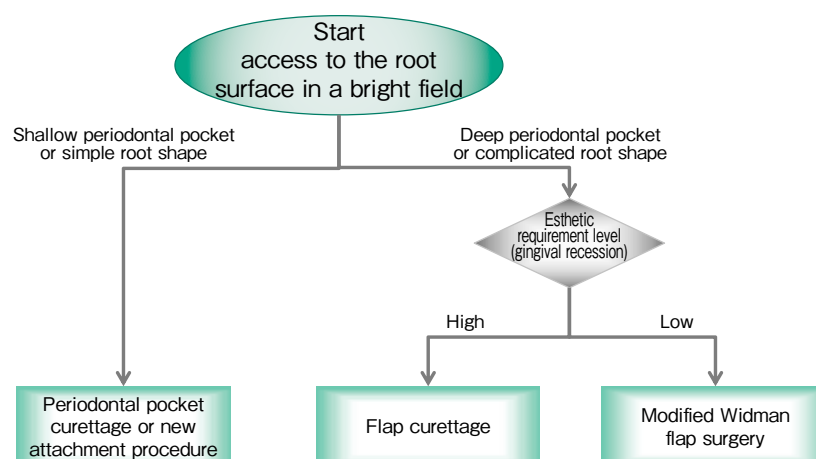 Start
access to the root
surface in a bright field
Shallow periodontal pocket
or simple root shape
Deep periodontal pocket
or complicated root shape
Esthetic
requirement level
(gingival recession)
High
Low
Periodontal pocket
curettage or new
attachment procedure
Flap curettage
Modified Widman
flap surgery